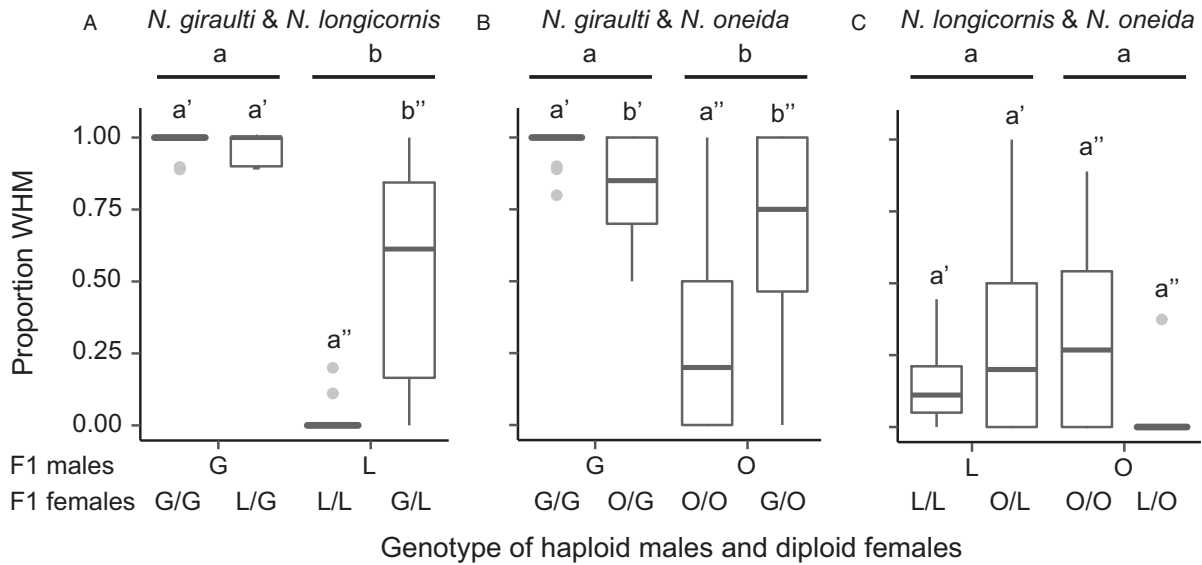 A N. giraulti & N. longicornis B N. giraulti & N. oneida C N. longicornis & N. oneida
a b a b a a
a’ a’ a’’ b’’ a’ b’ a’’ b’’ a’ a’ a’’ a’’
Proportion WHM
1.00
0.75
0.50
0.25
0.00
F1 males G L G O L O
F1 females G/G L/G L/L G/L G/G O/G O/O G/O L/L O/L O/O L/O
Genotype of haploid males and diploid females